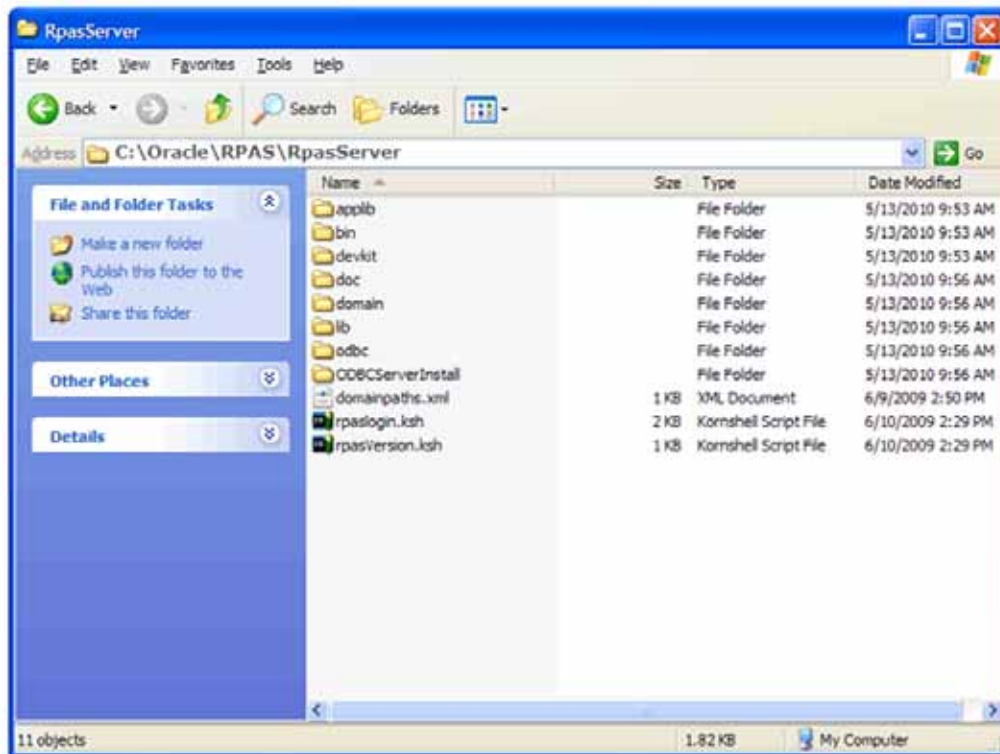 RpasServer
File Edit View Favorites Tools Help
Back Search Folders
Address C:\Oracle\RPAS\RpasServer Go
File and Folder Tasks
Make a new folder
Publish this folder to the
Web
Share this folder
Other Places
Details
Name Size Type Date Modified
applib File Folder 5/13/2010 9:53 AM
bin File Folder 5/13/2010 9:53 AM
devkit File Folder 5/13/2010 9:53 AM
doc File Folder 5/13/2010 9:56 AM
domain File Folder 5/13/2010 9:56 AM
lib File Folder 5/13/2010 9:56 AM
odbc File Folder 5/13/2010 9:56 AM
ODBCServerInstall File Folder 5/13/2010 9:56 AM
domainpaths.xml 1 KB XML Document 6/9/2009 2:50 PM
rpaslogin.ksh 2 KB Kornshell Script File 6/10/2009 2:29 PM
rpasVersion.ksh 1 KB Kornshell Script File 6/10/2009 2:29 PM
11 objects 1.82 KB My Computer